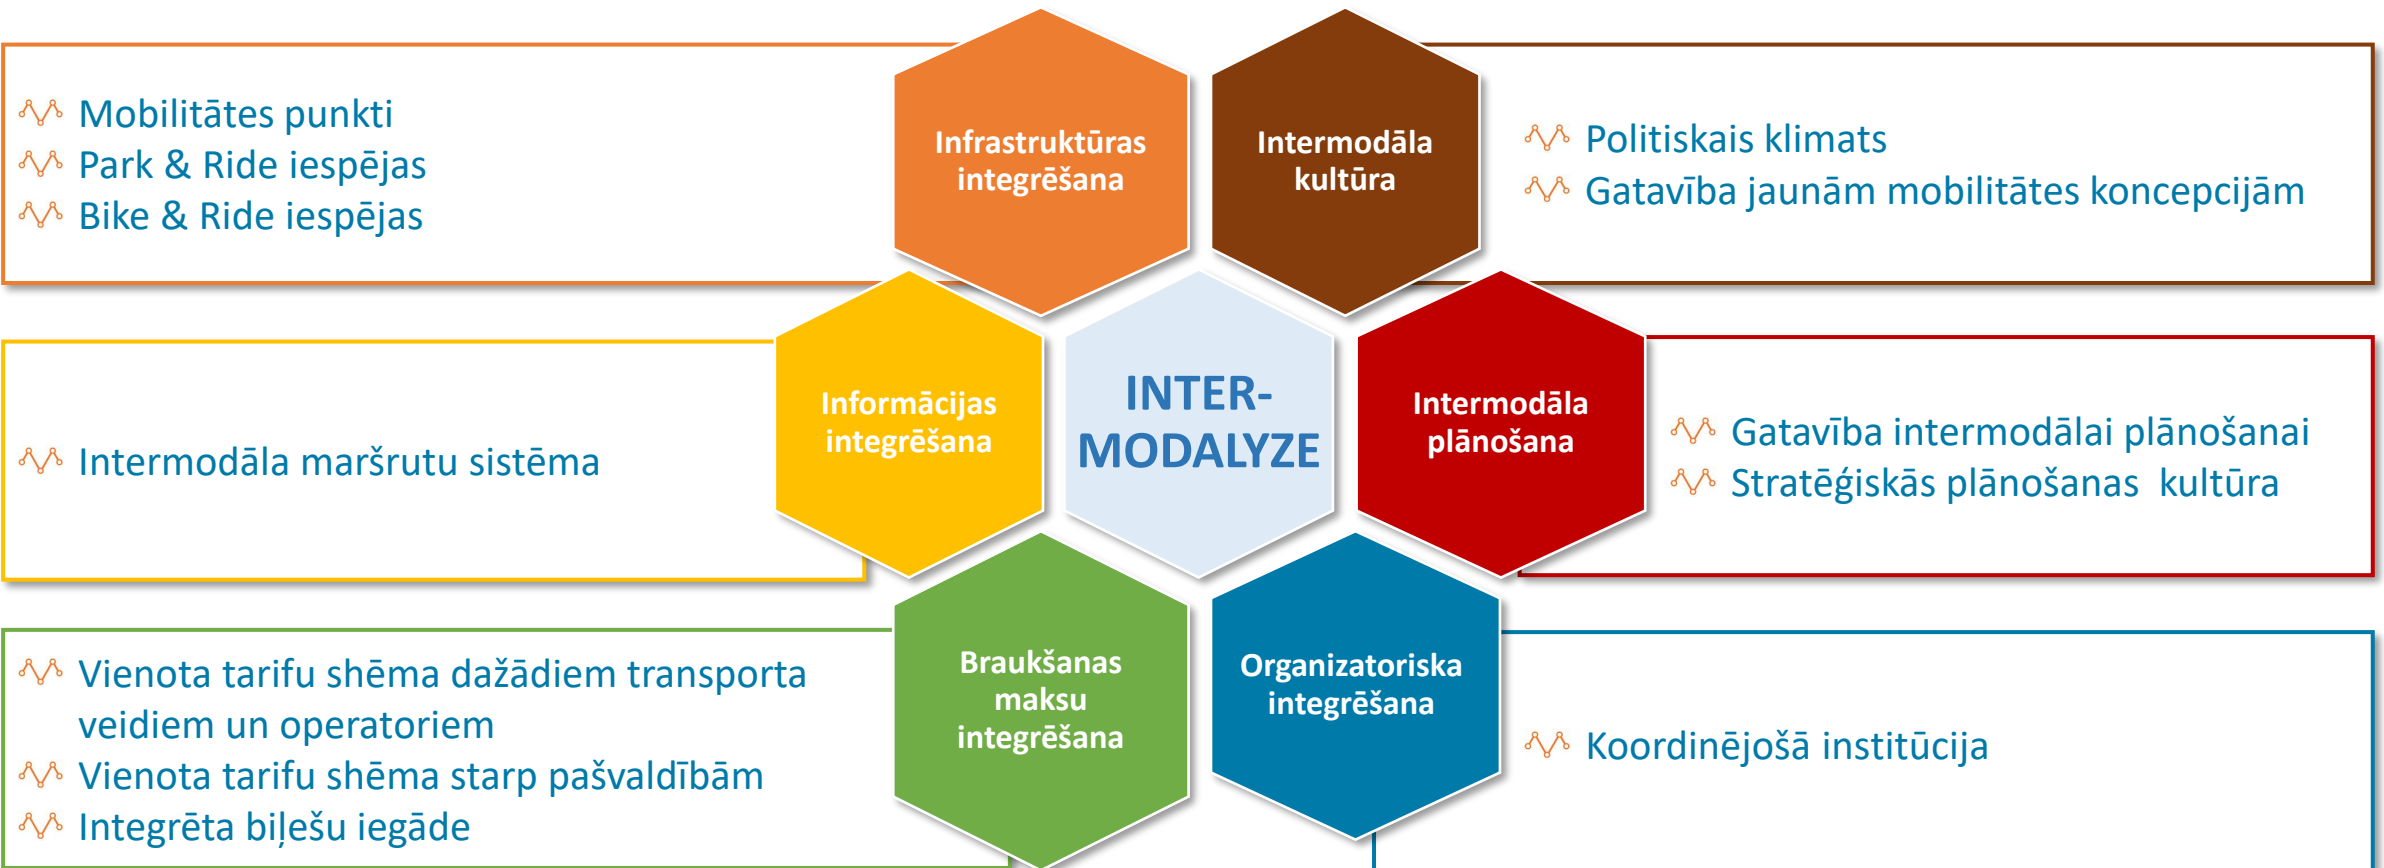 Mobilitātes punkti
Park & Ride iespējas
Bike & Ride iespējas
Infrastruktūras
integrēšana
Intermodāla
kultūra
Politiskais klimats
Gatavība jaunām mobilitātes koncepcijām
Intermodāla maršrutu sistēma
Informācijas
integrēšana
INTER-
MODALYZE
Intermodāla
plānošana
Gatavība intermodālai plānošanai
Stratēģiskās plānošanas  kultūra
Vienota tarifu shēma dažādiem transporta
veidiem un operatoriem
Vienota tarifu shēma starp pašvaldībām
Integrēta biļešu iegāde
Braukšanas
maksu
integrēšana
Organizatoriska
integrēšana
Koordinējošā institūcija